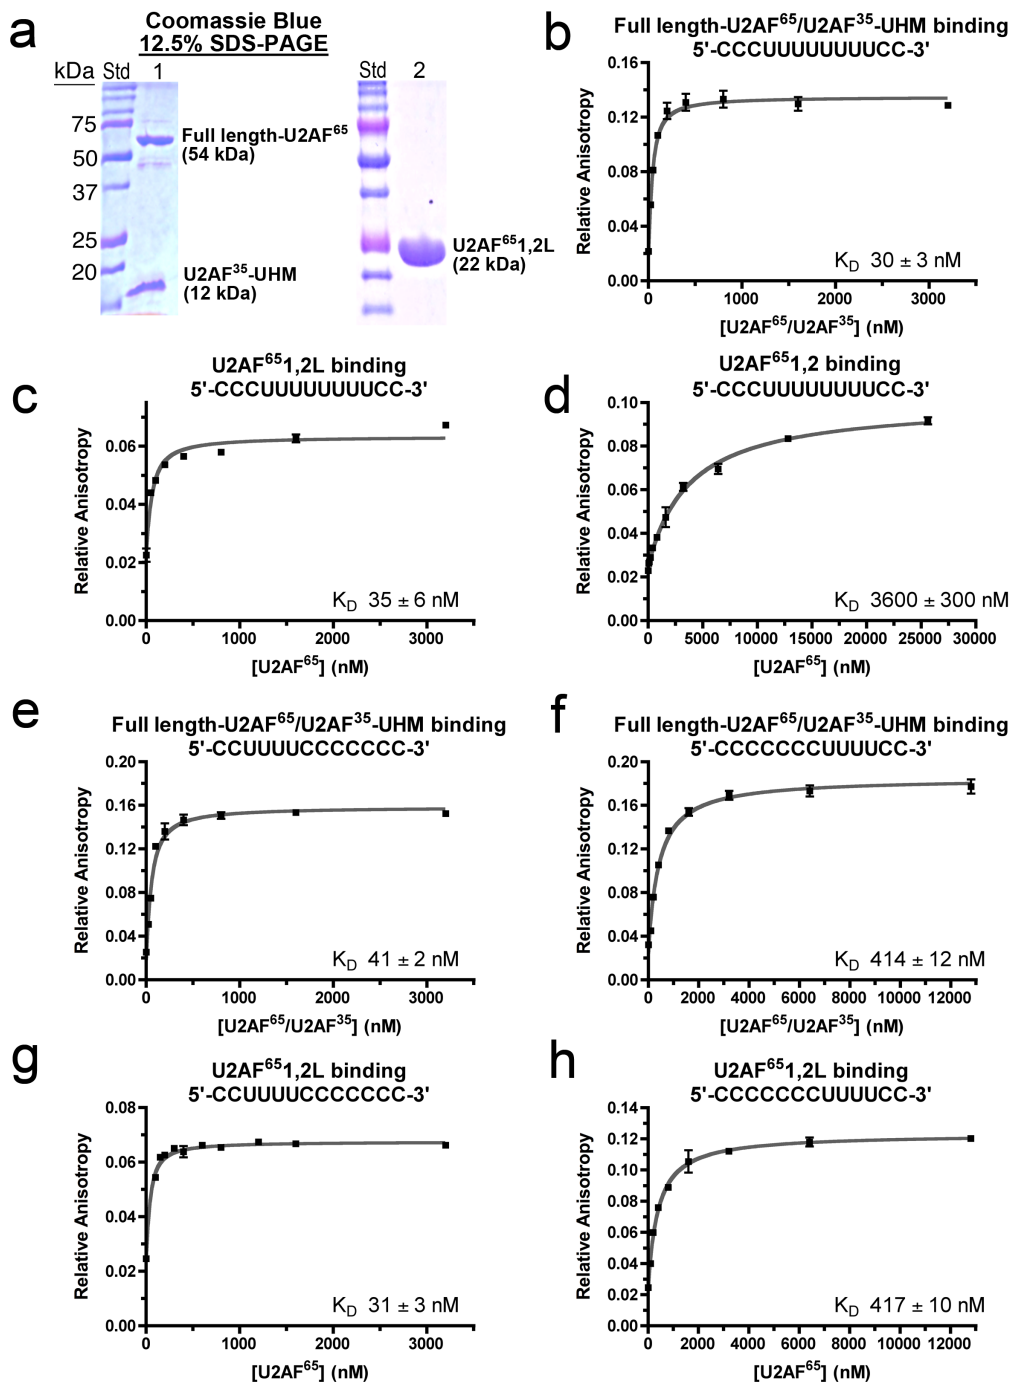 a
Coomassie Blue
12.5% SDS-PAGE
kDa Std 1
75
50
37
25
20
Full length-U2AF65
(54 kDa)
U2AF35-UHM
(12 kDa)
Std 2
U2AF651,2L
(22 kDa)
b
Full length-U2AF65/U2AF35-UHM binding
5'-CCCUUUUUUUUCC-3'
Relative Anisotropy
0.16
0.12
0.08
0.04
0.00
KD 30 ± 3 nM
0 1000 2000 3000
[U2AF65/U2AF35] (nM)
c
U2AF651,2L binding
5'-CCCUUUUUUUUCC-3'
Relative Anisotropy
0.06
0.04
0.02
0.00
KD 35 ± 6 nM
0 1000 2000 3000
[U2AF65] (nM)
d
U2AF651,2 binding
5'-CCCUUUUUUUUCC-3'
Relative Anisotropy
0.10
0.08
0.06
0.04
0.02
0.00
KD 3600 ± 300 nM
0 5000 10000 15000 20000 25000 30000
[U2AF65] (nM)
e
Full length-U2AF65/U2AF35-UHM binding
5'-CCUUUUCCCCCCC-3'
Relative Anisotropy
0.20
0.16
0.12
0.08
0.04
0.00
KD 41 ± 2 nM
0 1000 2000 3000
[U2AF65/U2AF35] (nM)
f
Full length-U2AF65/U2AF35-UHM binding
5'-CCCCCCCUUUUCC-3'
Relative Anisotropy
0.20
0.16
0.12
0.08
0.04
0.00
KD 414 ± 12 nM
0 2000 4000 6000 8000 10000 12000
[U2AF65/U2AF35] (nM)
g
U2AF651,2L binding
5'-CCUUUUCCCCCCC-3'
Relative Anisotropy
0.08
0.06
0.04
0.02
0.00
KD 31 ± 3 nM
0 1000 2000 3000
[U2AF65] (nM)
h
U2AF651,2L binding
5'-CCCCCCCUUUUCC-3'
Relative Anisotropy
0.14
0.12
0.10
0.08
0.06
0.04
0.02
0.00
KD 417 ± 10 nM
0 2000 4000 6000 8000 10000 12000
[U2AF65] (nM)